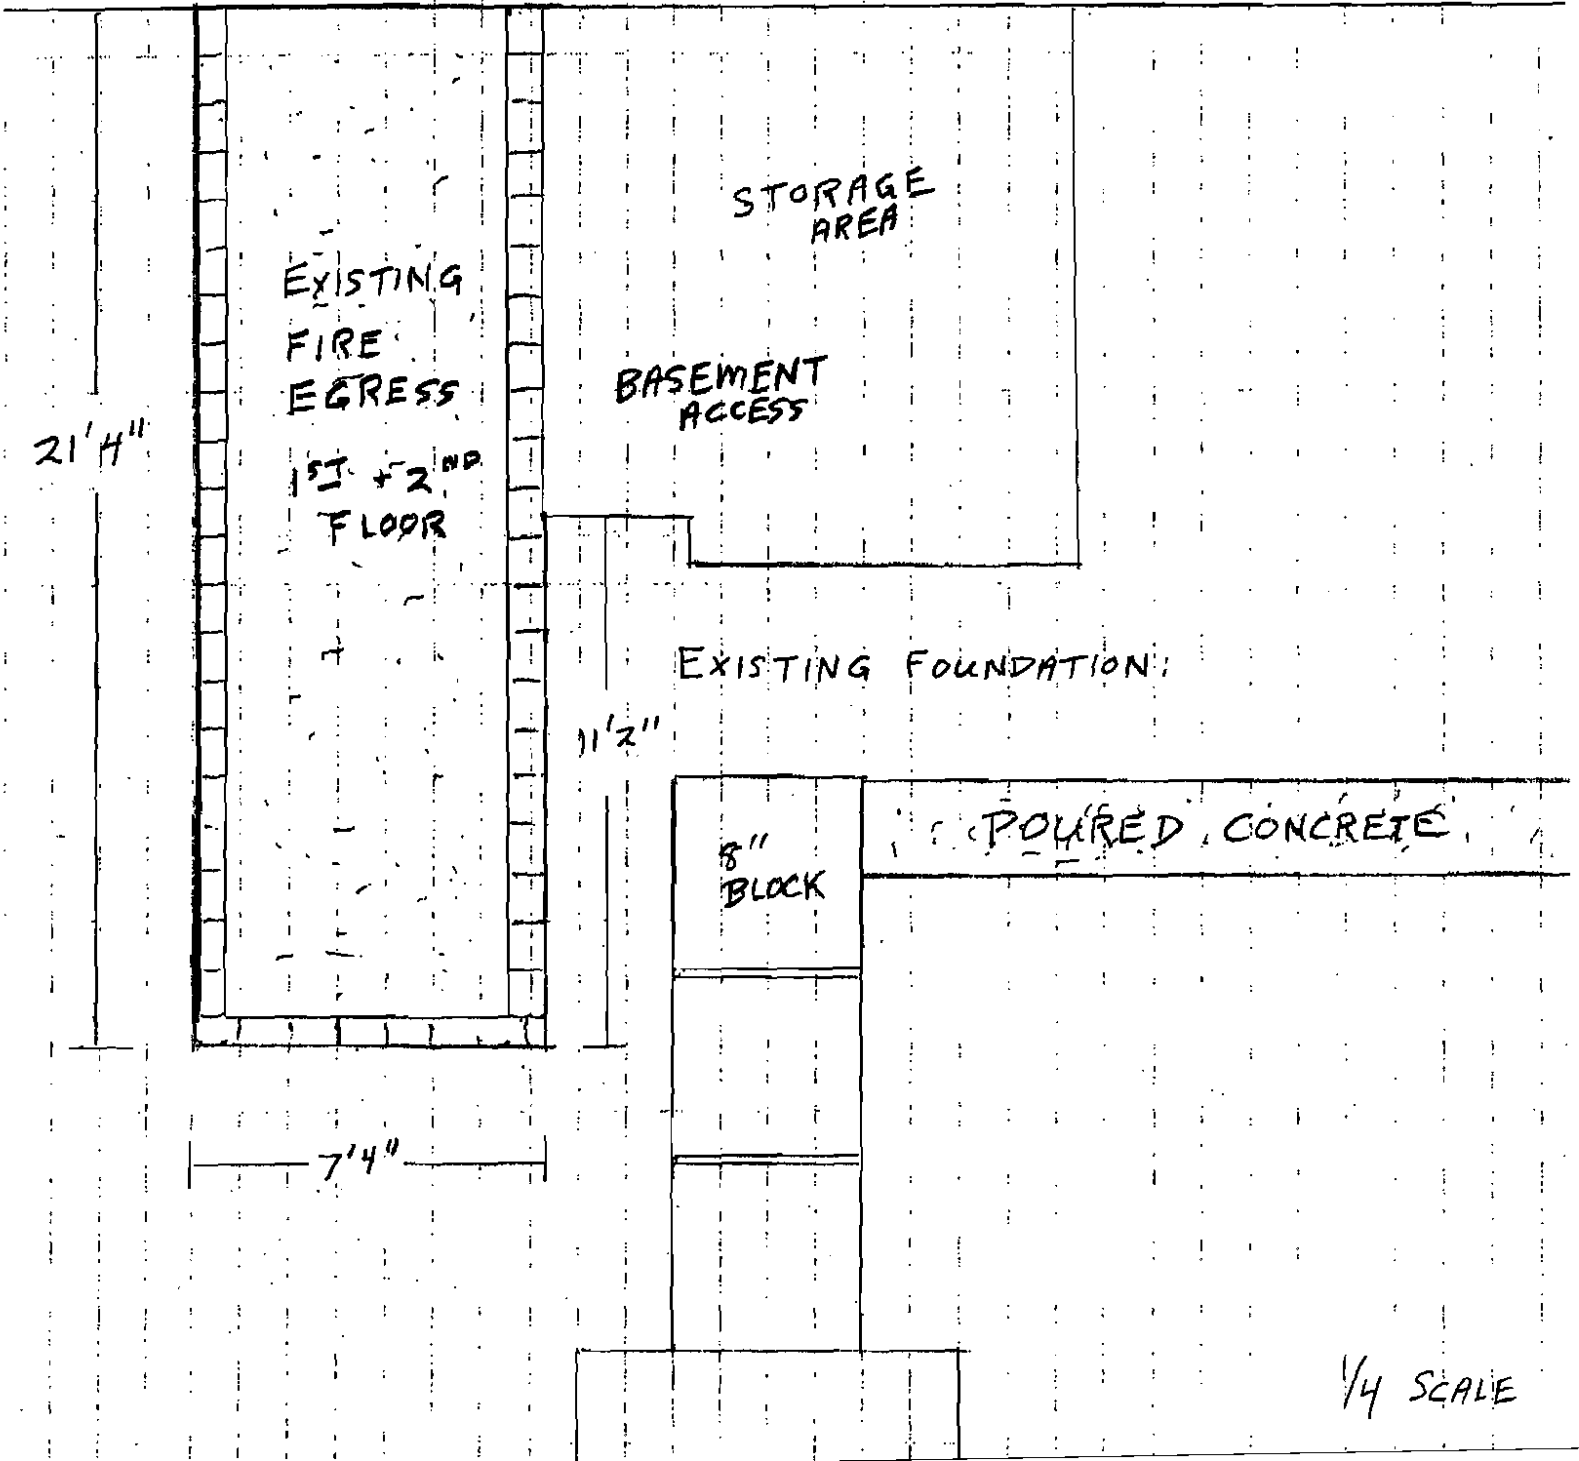 STORAGE
AREA
EXISTING
FIRE
EGRESS
1ST + 2ND
FLOOR
BASEMENT
ACCESS
21'4"
EXISTING FOUNDATION:
11'2"
POURED CONCRETE
8"
BLOCK
7'4"
1/4 SCALE